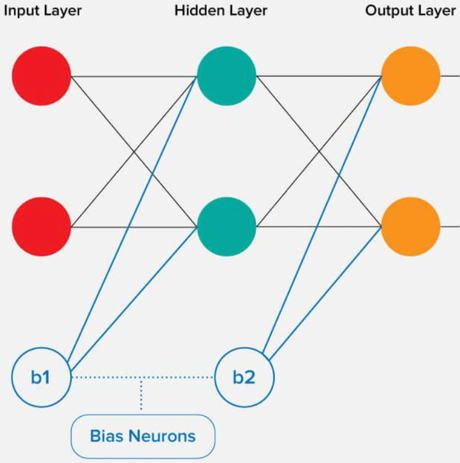 Input Layer
Hidden Layer
Output Layer
b1
b2
Bias Neurons